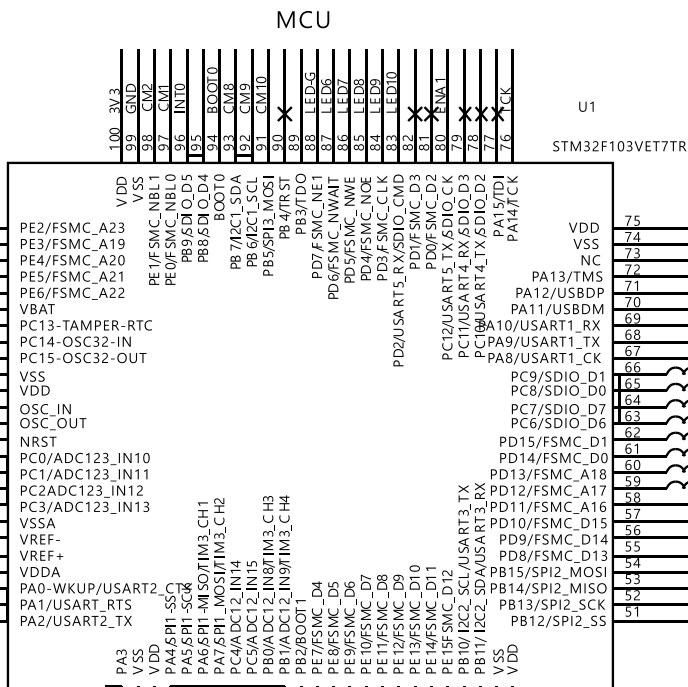 MCU
U1
STM32F103VET7TR
3V3
GND
CM2
CM1
INT0
BOOT0
CM8
CM9
CM10
LED-G
LED6
LED7
LED8
LED9
LED10
ENA1
TCK
100
99
98
97
96
95
94
93
92
91
90
89
88
87
86
85
84
83
82
81
80
79
78
77
76
VDD
VSS
PE1/FSMC_NBL1
PE0/FSMC_NBL0
PB9/SDIO_D5
PB8/SDIO_D4
BOOT0
PB7/I2C1_SDA
PB6/I2C1_SCL
PB5/SPI3_MOSI
PB4/TRST
PB3/TDO
PD7/FSMC_NE1
PD6/FSMC_NWAIT
PD5/FSMC_NWE
PD4/FSMC_NOE
PD3/FSMC_CLK
PD2/USART5_RX/SDIO_CMD
PD1/FSMC_D3
PD0/FSMC_D2
PC12/USART5_TX/SDIO_CK
PC11/USART4_RX/SDIO_D3
PC10/USART4_TX/SDIO_D2
PA15/TDI
PA14/TCK
PE2/FSMC_A23
PE3/FSMC_A19
PE4/FSMC_A20
PE5/FSMC_A21
PE6/FSMC_A22
VBAT
PC13-TAMPER-RTC
PC14-OSC32-IN
PC15-OSC32-OUT
VSS
VDD
OSC_IN
OSC_OUT
NRST
PC0/ADC123_IN10
PC1/ADC123_IN11
PC2ADC123_IN12
PC3/ADC123_IN13
VSSA
VREF-
VREF+
VDDA
PA0-WKUP/USART2_CTS
PA1/USART_RTS
PA2/USART2_TX
VDD 75
VSS 74
NC 73
PA13/TMS 72
PA12/USBDP 71
PA11/USBDM 70
PA10/USART1_RX 69
PA9/USART1_TX 68
PA8/USART1_CK 67
PC9/SDIO_D1 66
PC8/SDIO_D0 65
PC7/SDIO_D7 64
PC6/SDIO_D6 63
PD15/FSMC_D1 62
PD14/FSMC_D0 61
PD13/FSMC_A18 60
PD12/FSMC_A17 59
PD11/FSMC_A16 58
PD10/FSMC_D15 57
PD9/FSMC_D14 56
PD8/FSMC_D13 55
PB15/SPI2_MOSI 54
PB14/SPI2_MISO 53
PB13/SPI2_SCK 52
PB12/SPI2_SS 51
PA3
VSS
VDD
PA4/SPI1-SS
PA5/SPI1-SCK
PA6/SPI1-MISO/TIM3_CH1
PA7/SPI1_MOSI/TIM3_CH2
PC4/ADC12_IN14
PC5/ADC12_IN15
PB0/ADC12_IN8/TIM3_CH3
PB1/ADC12_IN9/TIM3_CH4
PB2/BOOT1
PE7/FSMC_D4
PE8/FSMC_D5
PE9/FSMC_D6
PE10/FSMC_D7
PE11/FSMC_D8
PE12/FSMC_D9
PE13/FSMC_D10
PE14/FSMC_D11
PE15FSMC_D12
PB10/I2C2_SCL/USART3_TX
PB11/I2C2_SDA/USART3_RX
VSS
VDD